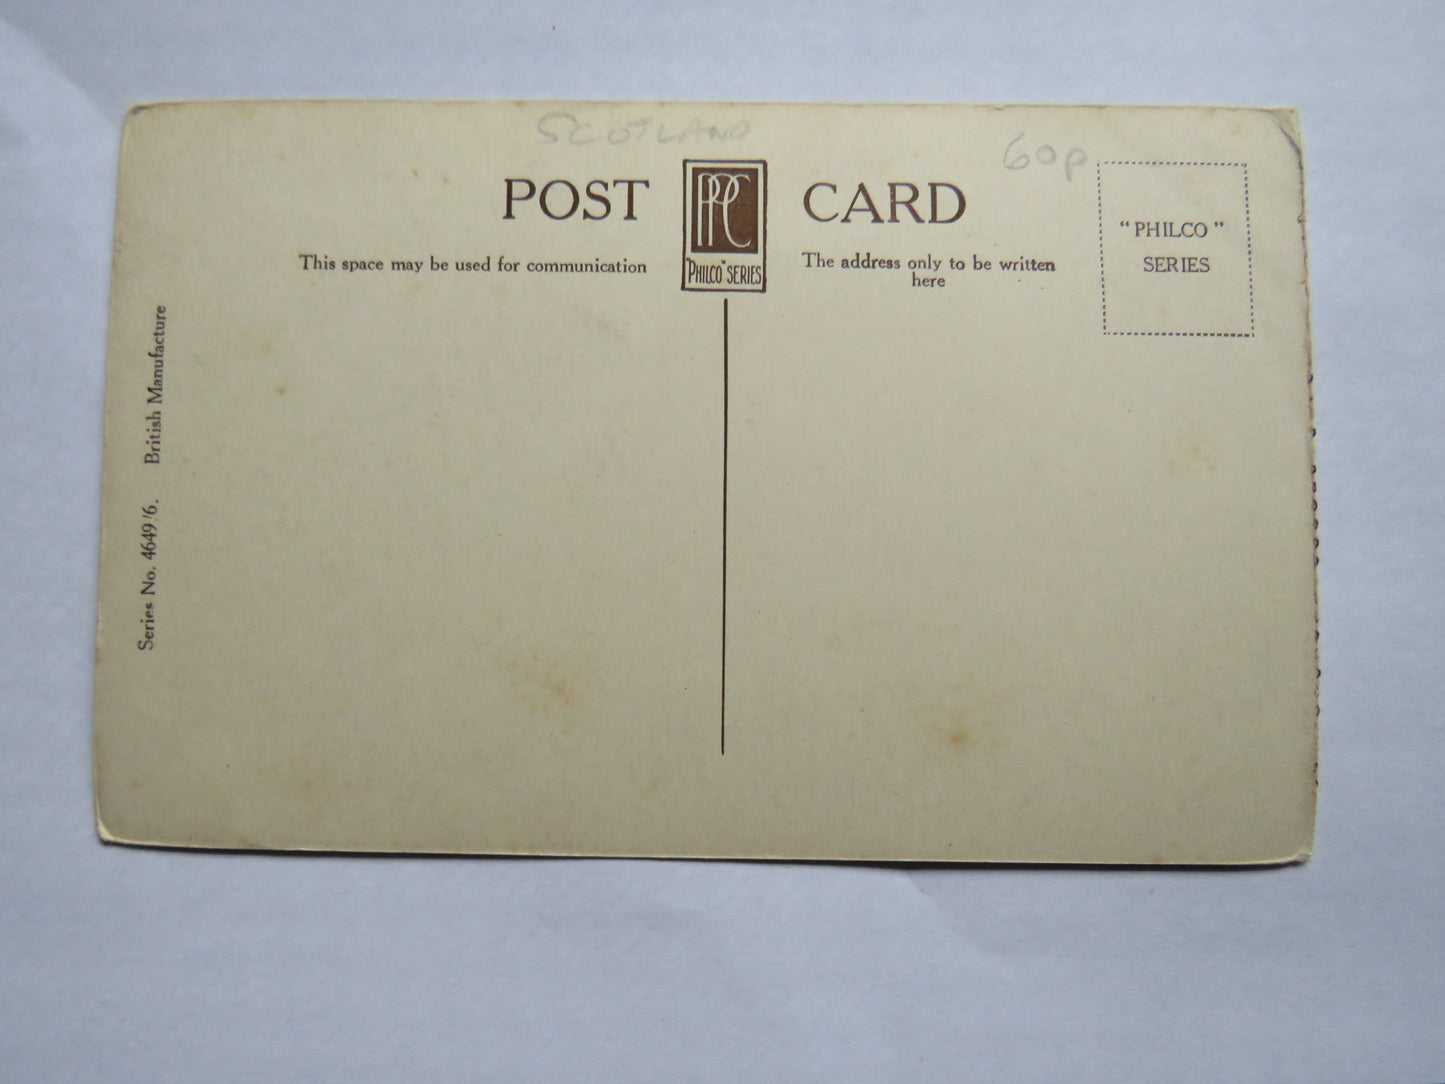 SCOTLAND
60p
POST CARD
PPC
"PHILCO" SERIES
This space may be used for communication
The address only to be written
here
"PHILCO"
SERIES
Series No. 4649/6. British Manufacture